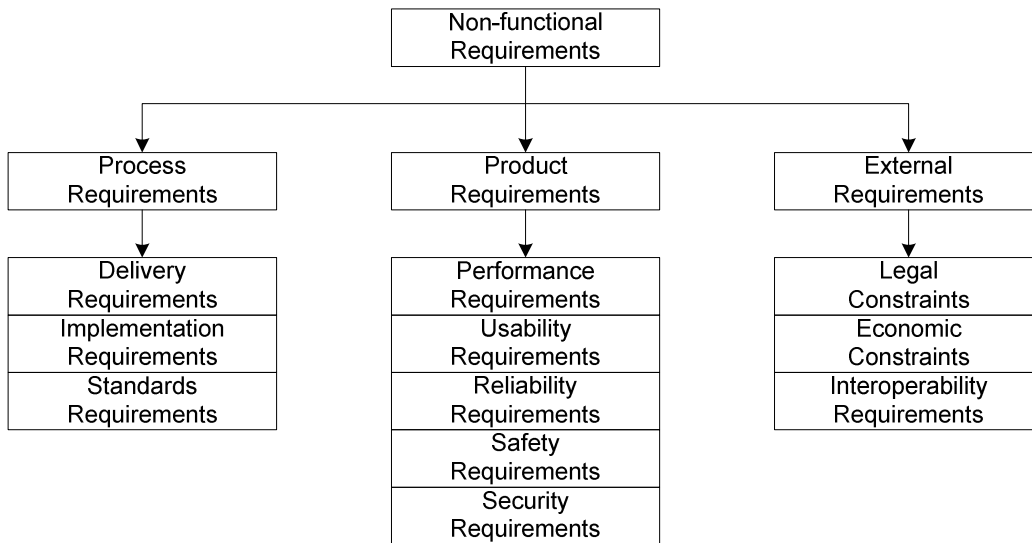 Non-functional
Requirements
Process
Requirements
Product
Requirements
External
Requirements
Delivery
Requirements
Implementation
Requirements
Standards
Requirements
Performance
Requirements
Usability
Requirements
Reliability
Requirements
Safety
Requirements
Security
Requirements
Legal
Constraints
Economic
Constraints
Interoperability
Requirements